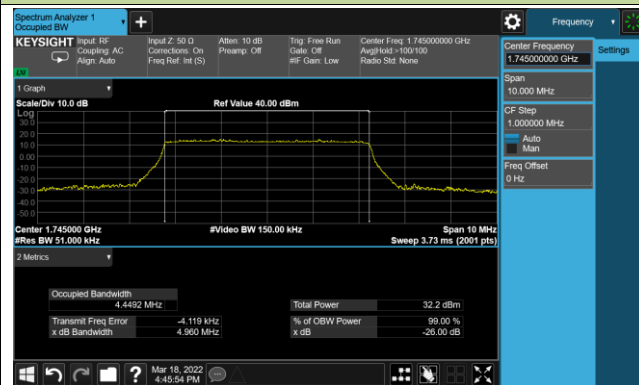 Spectrum Analyzer 1
Occupied BW
Frequency
KEYSIGHT
Input: RF
Coupling: AC
Align: Auto
Input Z: 50 Ω
Corrections: On
Freq Ref: Int (S)
Atten: 10 dB
Preamp: Off
Trig: Free Run
Gate: Off
#IF Gain: Low
Center Freq: 1.745000000 GHz
Avg|Hold:>100/100
Radio Std: None
Center Frequency
1.745000000 GHz
Settings
Span
10.000 MHz
CF Step
1.000000 MHz
Auto
Man
Freq Offset
0 Hz
1 Graph
Scale/Div 10.0 dB
Ref Value 40.00 dBm
Log
30.0
20.0
10.0
0.00
-10.0
-20.0
-30.0
-40.0
-50.0
Center 1.745000 GHz
#Video BW 150.00 kHz
Span 10 MHz
#Res BW 51.000 kHz
Sweep 3.73 ms (2001 pts)
2 Metrics
Occupied Bandwidth
4.4492 MHz
Total Power 32.2 dBm
Transmit Freq Error -4.119 kHz
% of OBW Power 99.00 %
x dB Bandwidth 4.960 MHz
x dB -26.00 dB
Mar 18, 2022
4:45:54 PM